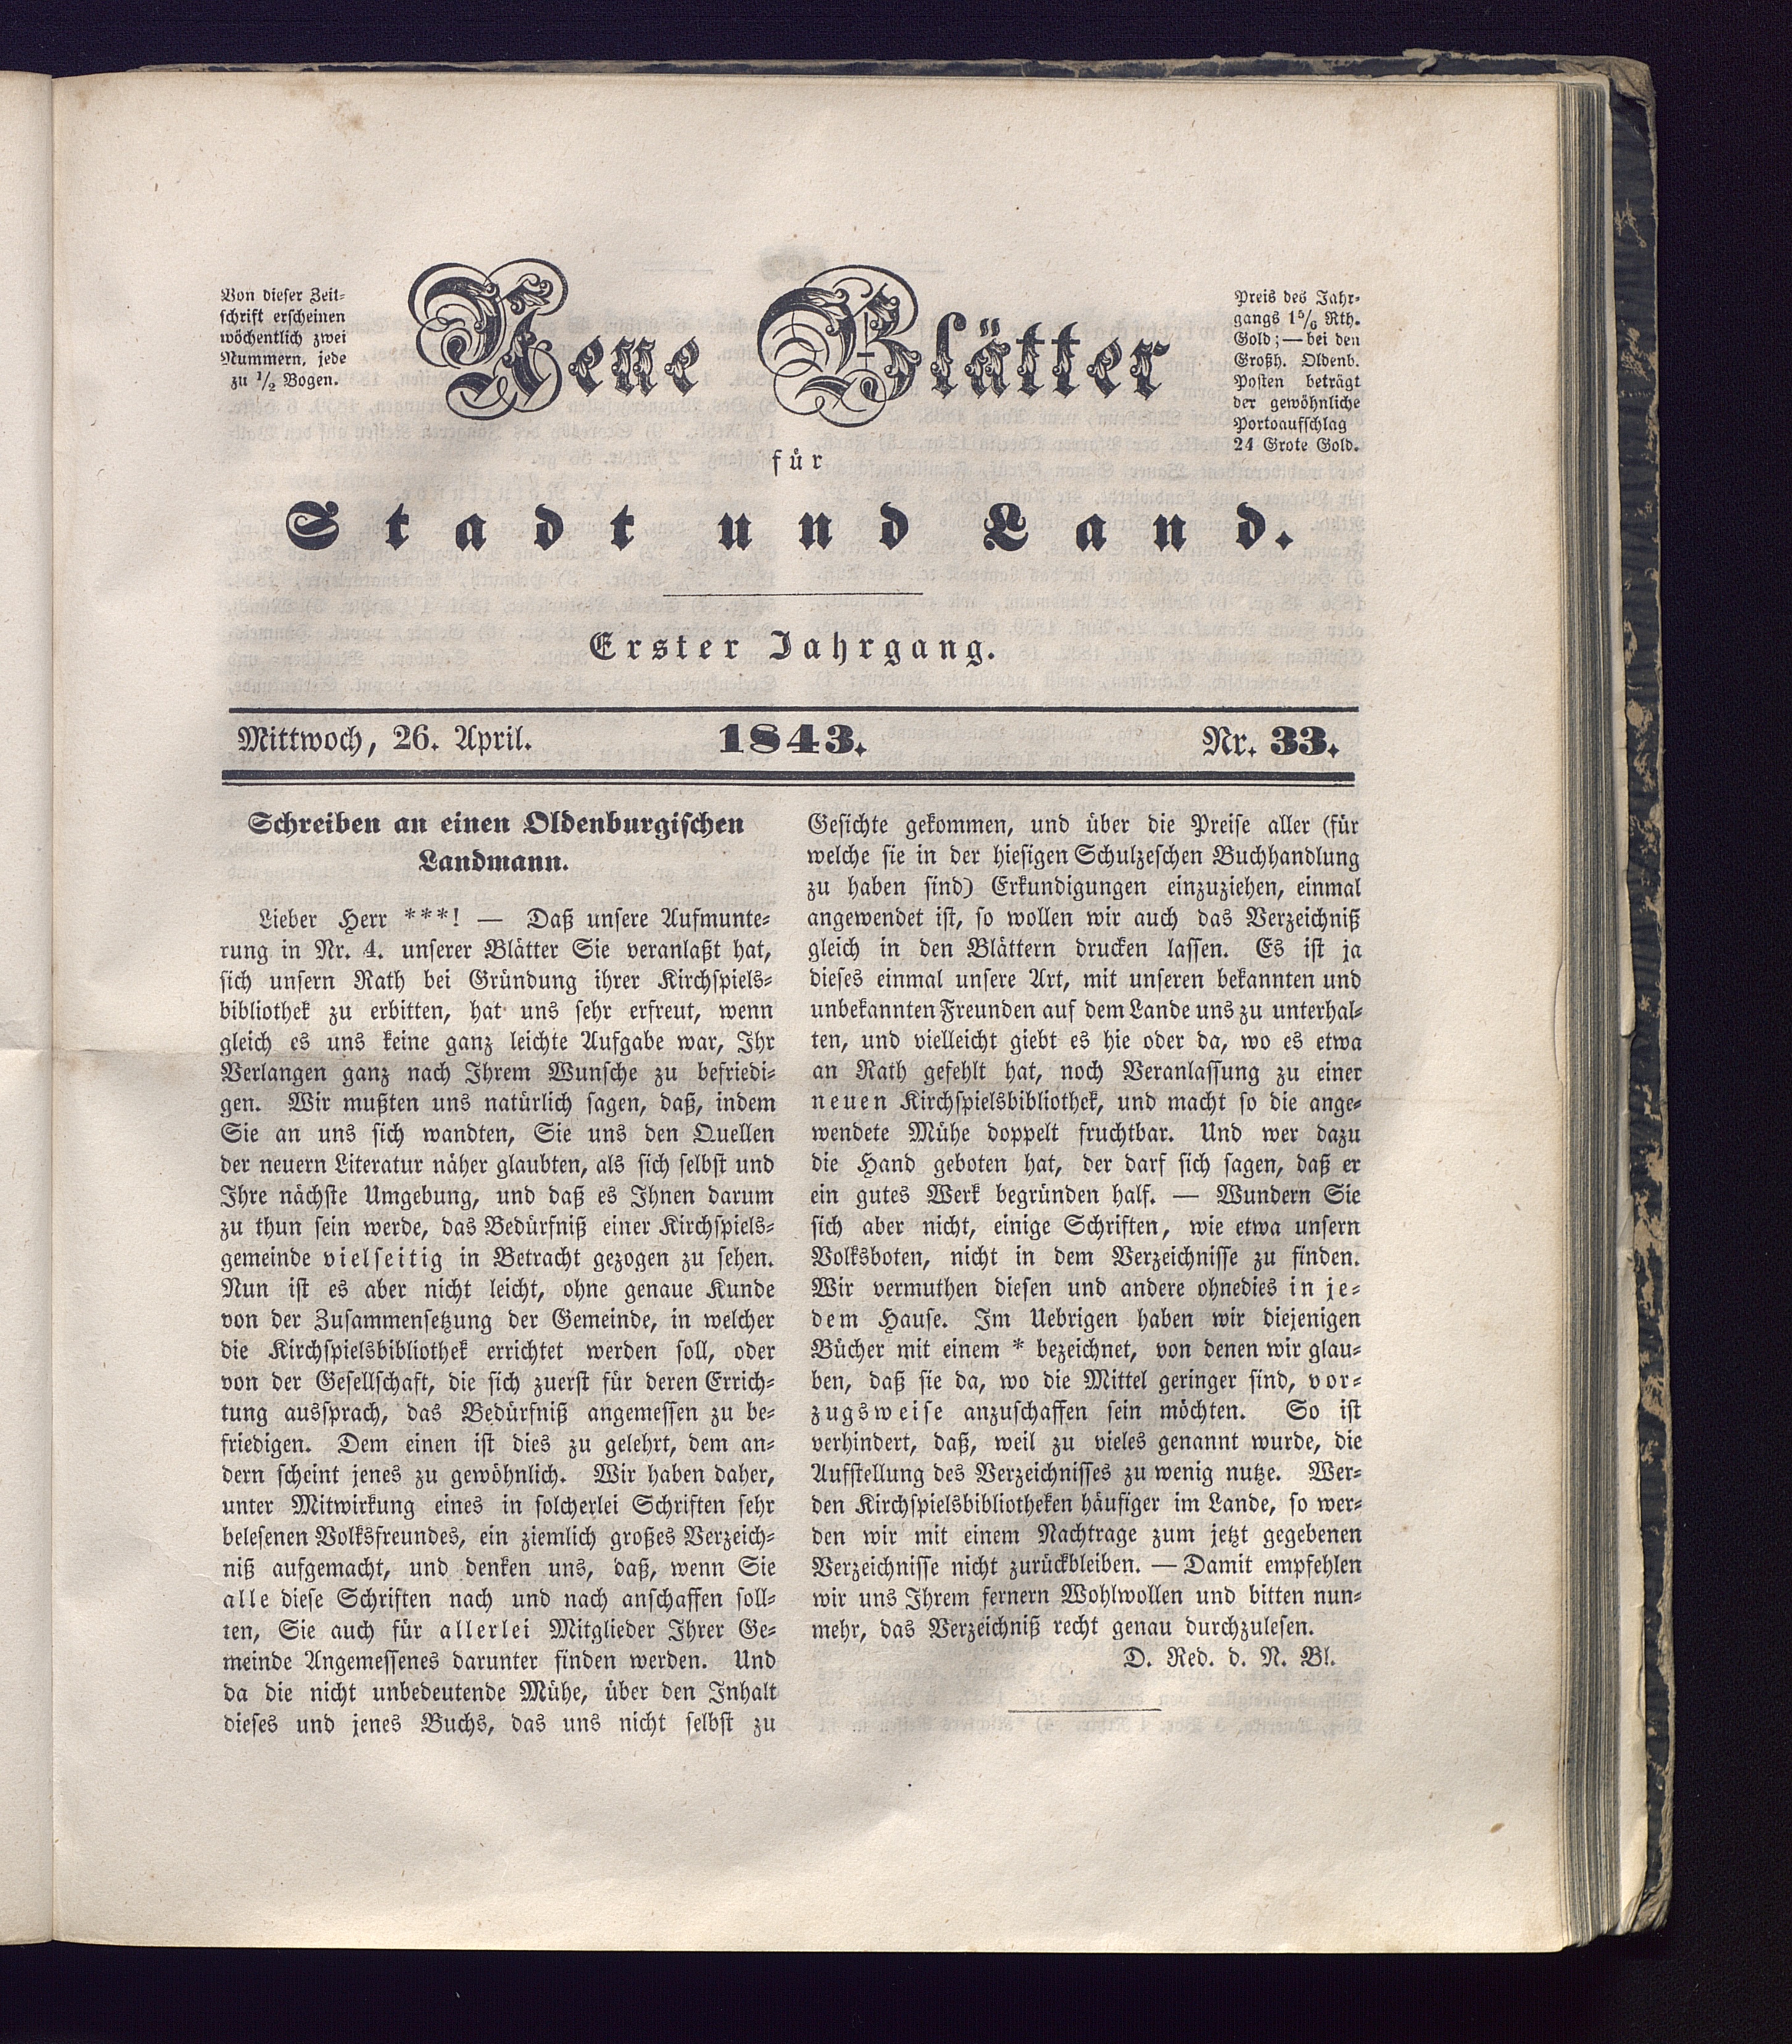 Von dieser Zeit-
schrift erscheinen
wöchentlich zwei
Nummern, jede
zu 1/2 Bogen.
Neue Blätter
Preis des Jahr-
gangs 1 5/6 Rth.
Gold; — bei den
Großh. Oldenb.
Posten beträgt
der gewöhnliche
Portoaufschlag
24 Grote Gold.
für
Stadt und Land.
Erster Jahrgang.
Mittwoch, 26. April. 1843. Nr. 33.
Schreiben an einen Oldenburgischen
Landmann.
Lieber Herr ***! — Daß unsere Aufmunte-
rung in Nr. 4. unserer Blätter Sie veranlaßt hat,
sich unsern Rath bei Gründung ihrer Kirchspiels-
bibliothek zu erbitten, hat uns sehr erfreut, wenn
gleich es uns keine ganz leichte Aufgabe war, Ihr
Verlangen ganz nach Ihrem Wunsche zu befriedi-
gen. Wir mußten uns natürlich sagen, daß, indem
Sie an uns sich wandten, Sie uns den Quellen
der neuern Literatur näher glaubten, als sich selbst und
Ihre nächste Umgebung, und daß es Ihnen darum
zu thun sein werde, das Bedürfniß einer Kirchspiels-
gemeinde vielseitig in Betracht gezogen zu sehen.
Nun ist es aber nicht leicht, ohne genaue Kunde
von der Zusammensetzung der Gemeinde, in welcher
die Kirchspielsbibliothek errichtet werden soll, oder
von der Gesellschaft, die sich zuerst für deren Errich-
tung aussprach, das Bedürfniß angemessen zu be-
friedigen. Dem einen ist dies zu gelehrt, dem an-
dern scheint jenes zu gewöhnlich. Wir haben daher,
unter Mitwirkung eines in solcherlei Schriften sehr
belesenen Volksfreundes, ein ziemlich großes Verzeich-
niß aufgemacht, und denken uns, daß, wenn Sie
alle diese Schriften nach und nach anschaffen soll-
ten, Sie auch für allerlei Mitglieder Ihrer Ge-
meinde Angemessenes darunter finden werden. Und
da die nicht unbedeutende Mühe, über den Inhalt
dieses und jenes Buchs, das uns nicht selbst zu
Gesichte gekommen, und über die Preise aller (für
welche sie in der hiesigen Schulzeschen Buchhandlung
zu haben sind) Erkundigungen einzuziehen, einmal
angewendet ist, so wollen wir auch das Verzeichniß
gleich in den Blättern drucken lassen. Es ist ja
dieses einmal unsere Art, mit unseren bekannten und
unbekannten Freunden auf dem Lande uns zu unterhal-
ten, und vielleicht giebt es hie oder da, wo es etwa
an Rath gefehlt hat, noch Veranlassung zu einer
neuen Kirchspielsbibliothek, und macht so die ange-
wendete Mühe doppelt fruchtbar. Und wer dazu
die Hand geboten hat, der darf sich sagen, daß er
ein gutes Werk begründen half. — Wundern Sie
sich aber nicht, einige Schriften, wie etwa unsern
Volksboten, nicht in dem Verzeichnisse zu finden.
Wir vermuthen diesen und andere ohnedies in je-
dem Hause. Im Uebrigen haben wir diejenigen
Bücher mit einem * bezeichnet, von denen wir glau-
ben, daß sie da, wo die Mittel geringer sind, vor-
zugsweise anzuschaffen sein möchten. So ist
verhindert, daß, weil zu vieles genannt wurde, die
Aufstellung des Verzeichnisses zu wenig nutze. Wer-
den Kirchspielsbibliotheken häufiger im Lande, so wer-
den wir mit einem Nachtrage zum jetzt gegebenen
Verzeichnisse nicht zurückbleiben. — Damit empfehlen
wir uns Ihrem fernern Wohlwollen und bitten nun-
mehr, das Verzeichniß recht genau durchzulesen.
D. Red. d. N. Bl.